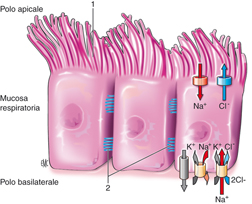 Polo apicale
1
Mucosa
respiratoria
Na⁺
Cl⁻
K⁺ Na⁺ K⁺ Cl⁻
2Cl-
Polo basilaterale
2
Na⁺